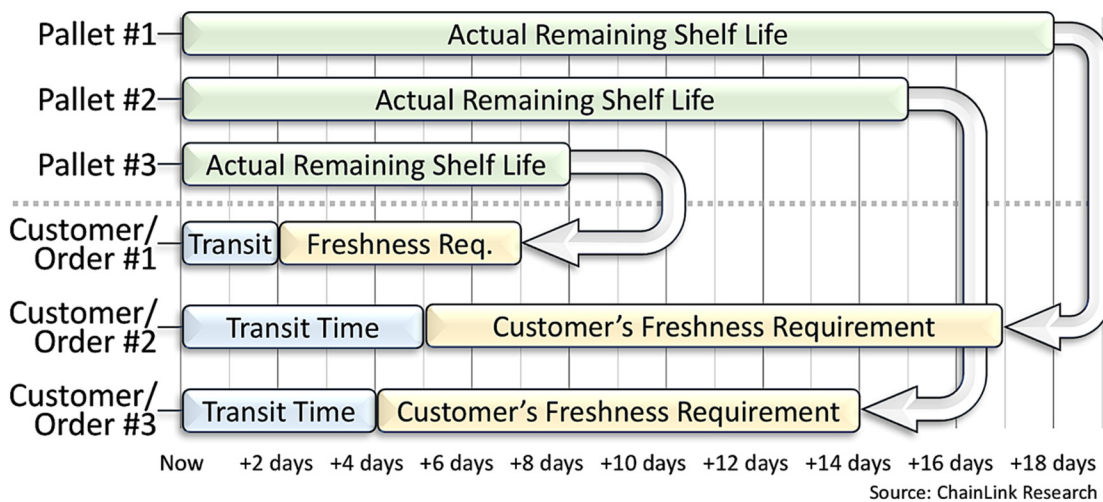 Pallet #1
Actual Remaining Shelf Life
Pallet #2
Actual Remaining Shelf Life
Pallet #3
Actual Remaining Shelf Life
Customer/
Order #1
Transit
Freshness Req.
Customer/
Order #2
Transit Time
Customer’s Freshness Requirement
Customer/
Order #3
Transit Time
Customer’s Freshness Requirement
Now +2 days +4 days +6 days +8 days +10 days +12 days +14 days +16 days +18 days
Source: ChainLink Research